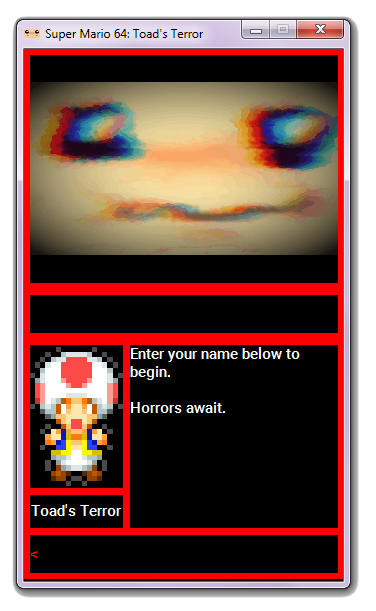 Super Mario 64: Toad's Terror
Enter your name below to
begin.
Horrors await.
Toad's Terror
<